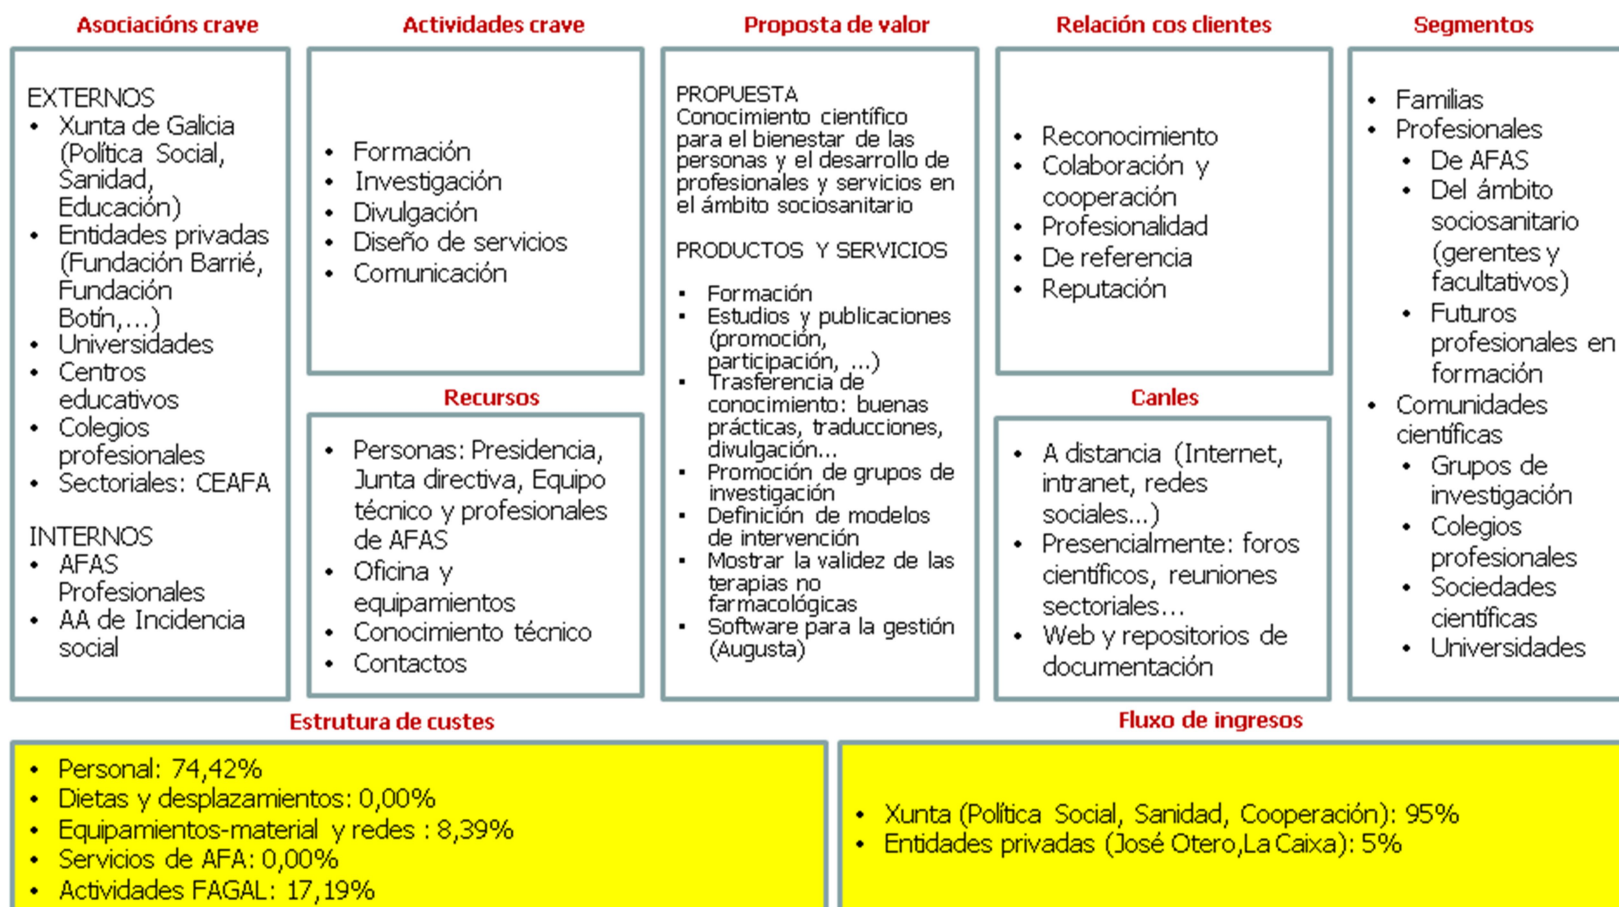 Asociacións crave
EXTERNOS
• Xunta de Galicia
(Política Social,
Sanidad,
Educación)
• Entidades privadas
(Fundación Barrié,
Fundación
Botín,...)
• Universidades
• Centros
educativos
• Colegios
profesionales
• Sectoriales: CEAFA
INTERNOS
• AFAS
Profesionales
• AA de Incidencia
social
Actividades crave
• Formación
• Investigación
• Divulgación
• Diseño de servicios
• Comunicación
Recursos
• Personas: Presidencia,
Junta directiva, Equipo
técnico y profesionales
de AFAS
• Oficina y
equipamientos
• Conocimiento técnico
• Contactos
Proposta de valor
PROPUESTA
Conocimiento científico
para el bienestar de las
personas y el desarrollo de
profesionales y servicios en
el ámbito sociosanitario
PRODUCTOS Y SERVICIOS
▪ Formación
▪ Estudios y publicaciones
(promoción,
participación, ...)
▪ Trasferencia de
conocimiento: buenas
prácticas, traducciones,
divulgación...
▪ Promoción de grupos de
investigación
▪ Definición de modelos
de intervención
▪ Mostrar la validez de las
terapias no
farmacológicas
▪ Software para la gestión
(Augusta)
Relación cos clientes
• Reconocimiento
• Colaboración y
cooperación
• Profesionalidad
• De referencia
• Reputación
Canles
• A distancia (Internet,
intranet, redes
sociales...)
• Presencialmente: foros
científicos, reuniones
sectoriales...
• Web y repositorios de
documentación
Segmentos
• Familias
• Profesionales
• De AFAS
• Del ámbito
sociosanitario
(gerentes y
facultativos)
• Futuros
profesionales en
formación
• Comunidades
científicas
• Grupos de
investigación
• Colegios
profesionales
• Sociedades
científicas
• Universidades
Estrutura de custes
• Personal: 74,42%
• Dietas y desplazamientos: 0,00%
• Equipamientos-material y redes : 8,39%
• Servicios de AFA: 0,00%
• Actividades FAGAL: 17,19%
Fluxo de ingresos
• Xunta (Política Social, Sanidad, Cooperación): 95%
• Entidades privadas (José Otero,La Caixa): 5%